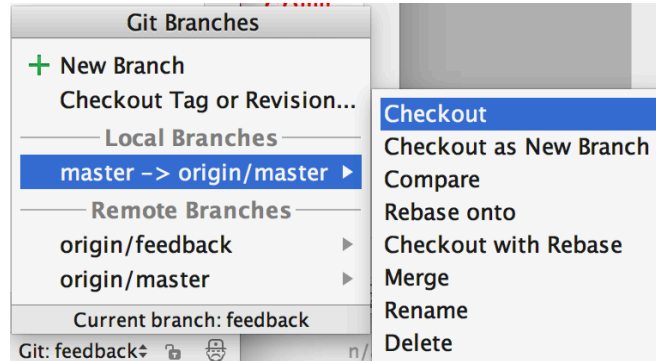 Git Branches
New Branch
Checkout Tag or Revision...
Local Branches
master -> origin/master
Remote Branches
origin/feedback
origin/master
Current branch: feedback
Git: feedback
n/
Checkout
Checkout as New Branch
Compare
Rebase onto
Checkout with Rebase
Merge
Rename
Delete